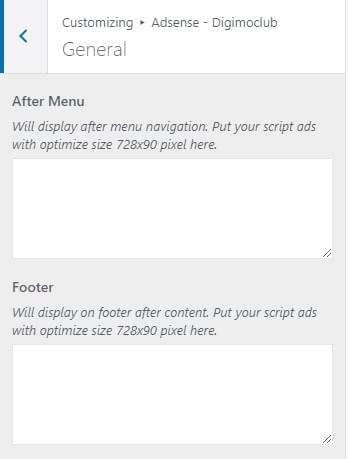 Customizing ▸ Adsense - Digimoclub
General
After Menu
Will display after menu navigation. Put your script ads
with optimize size 728x90 pixel here.
Footer
Will display on footer after content. Put your script ads
with optimize size 728x90 pixel here.